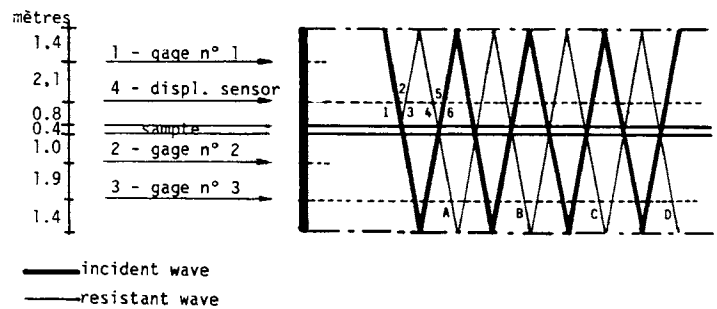 mètres
1.4
1 - gage n° 1
2,1
4 - displ. sensor
2
5
0.8
1
3
4
6
0.4
sample
1.0
2 - gage n° 2
1.9
3 - gage n° 3
A
B
C
D
1.4
incident wave
resistant wave